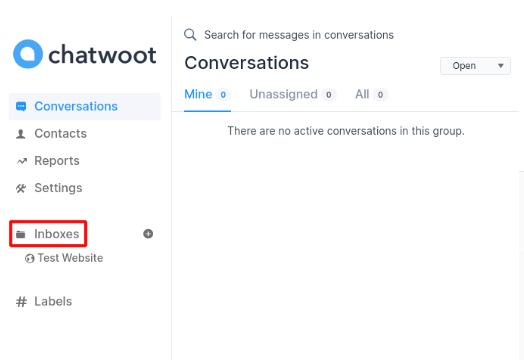 chatwoot
Conversations
Contacts
Reports
Settings
Inboxes
Test Website
Labels
Search for messages in conversations
Conversations
Open
Mine 0 Unassigned 0 All 0
There are no active conversations in this group.